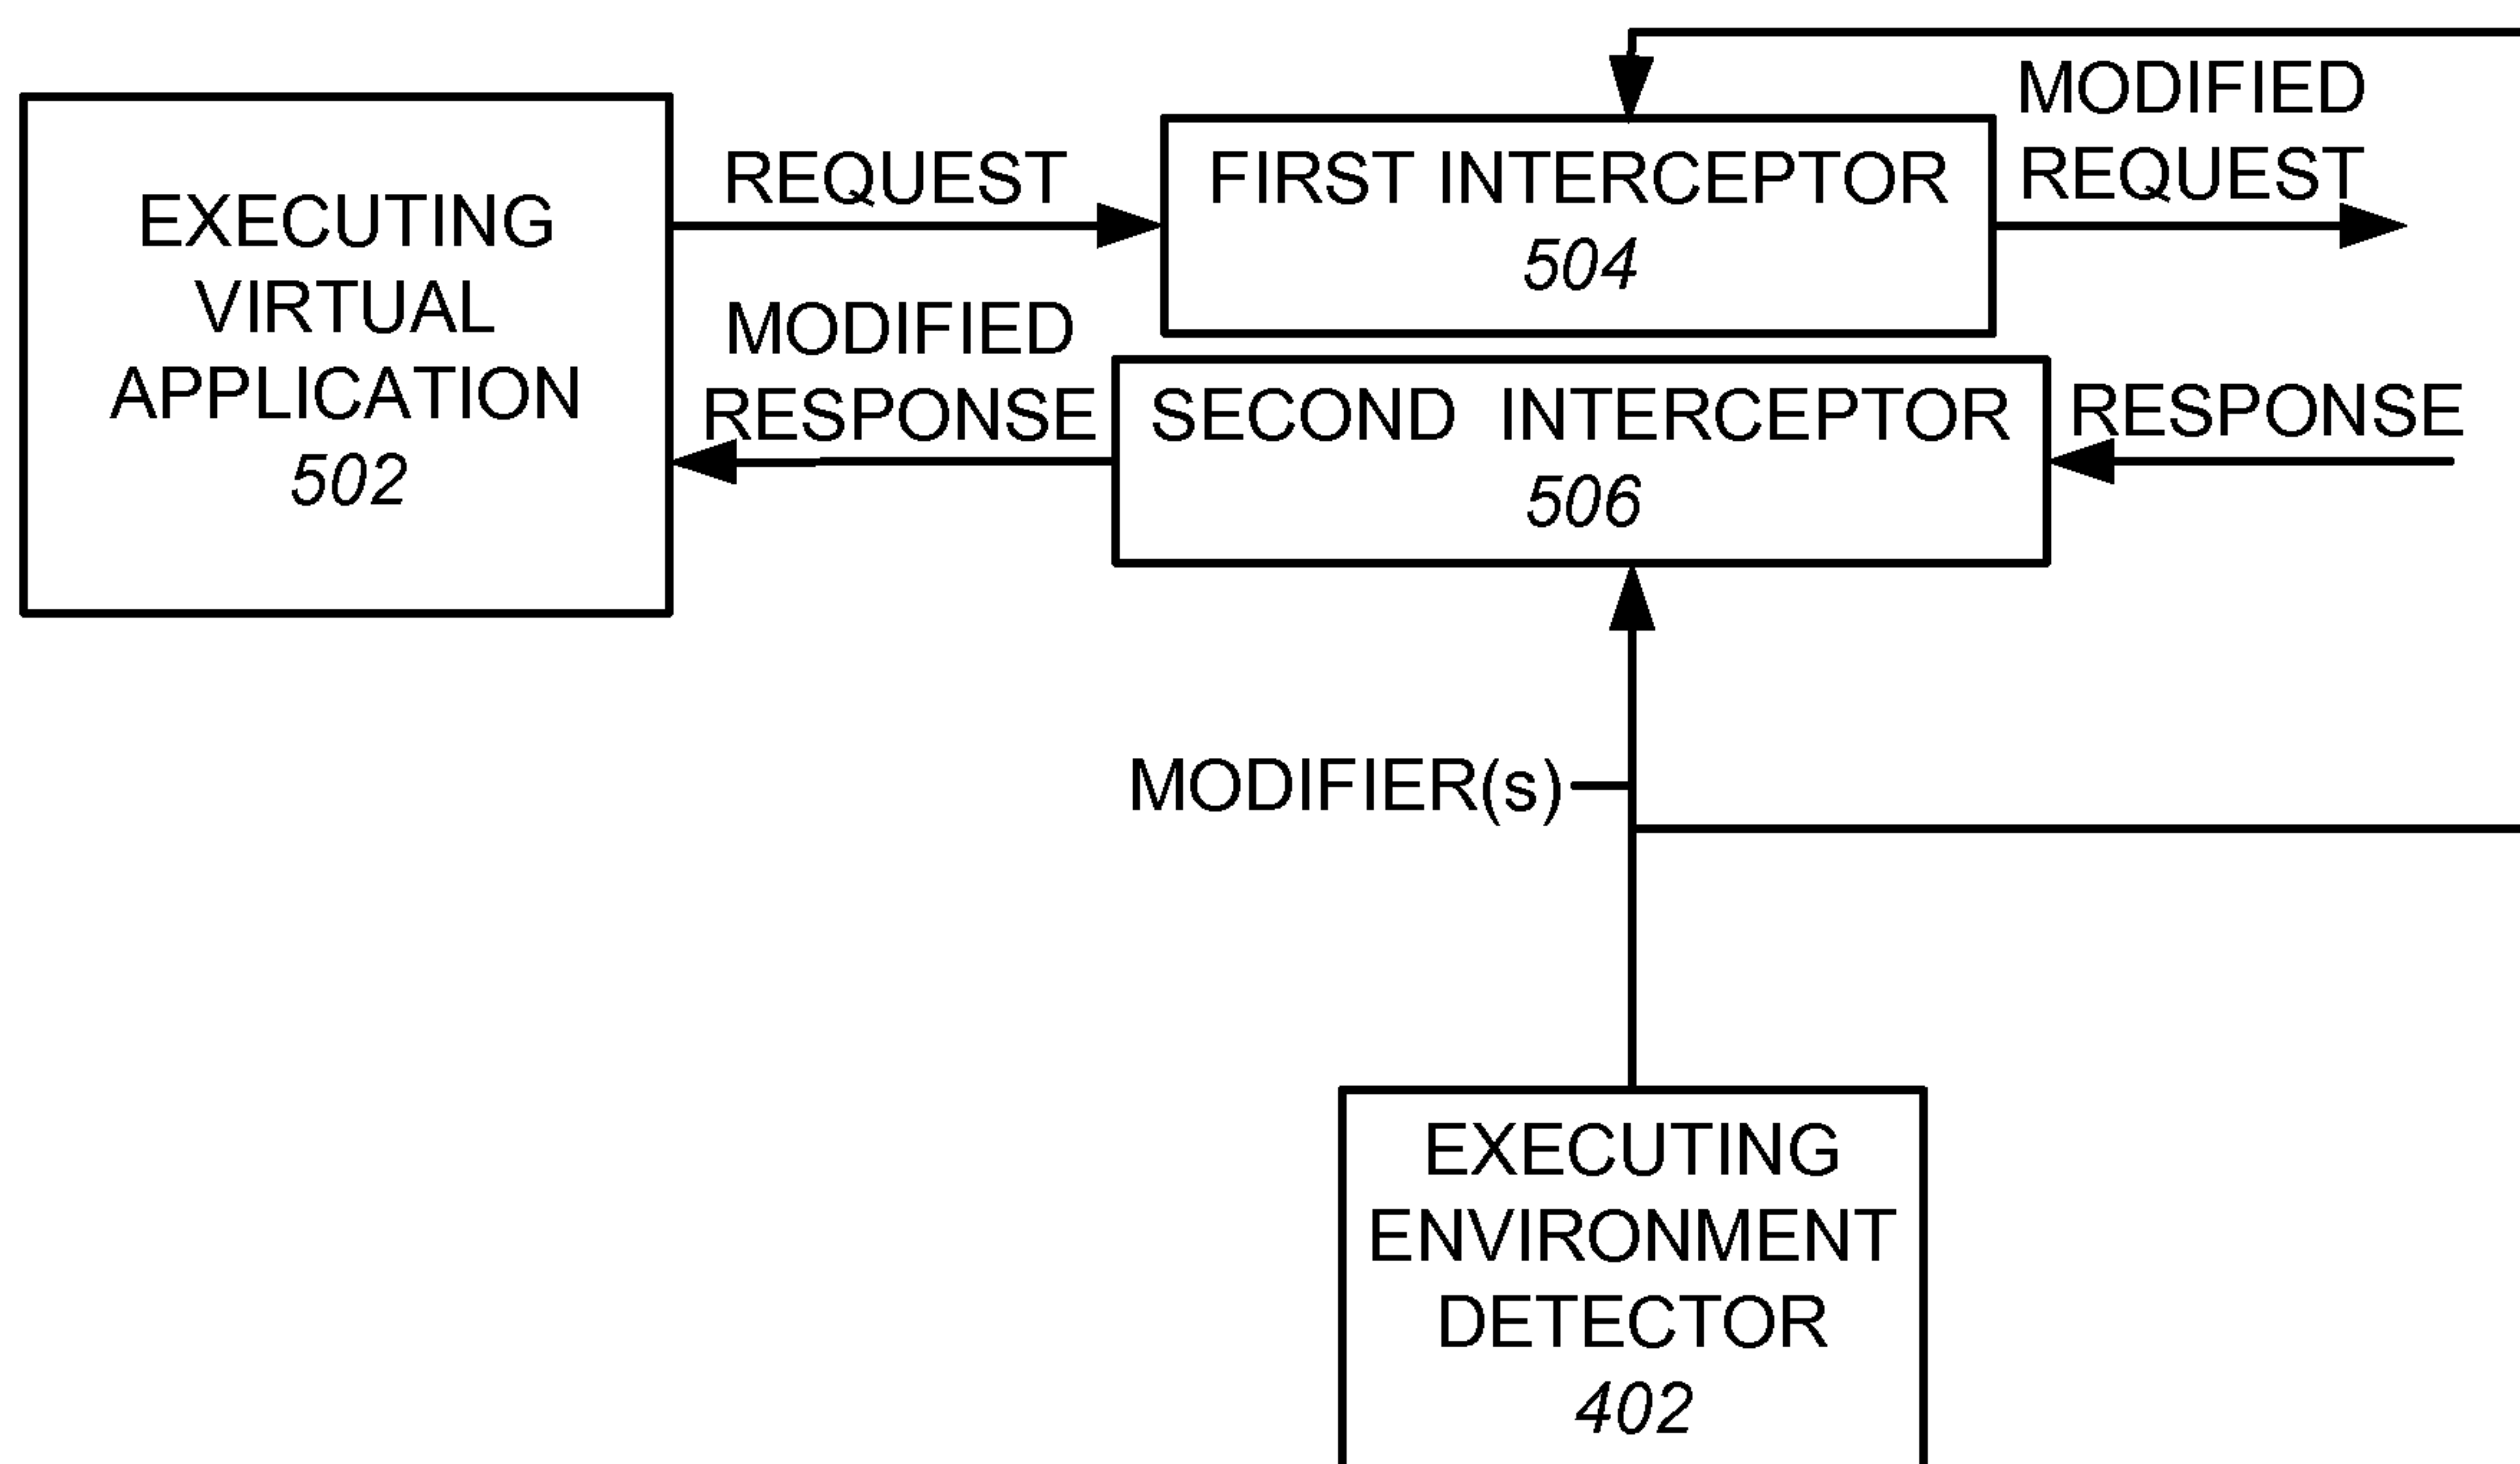 EXECUTING
VIRTUAL
APPLICATION
502
REQUEST
MODIFIED
RESPONSE
FIRST INTERCEPTOR
504
SECOND INTERCEPTOR
506
MODIFIED
REQUEST
RESPONSE
MODIFIER(s)
EXECUTING
ENVIRONMENT
DETECTOR
402